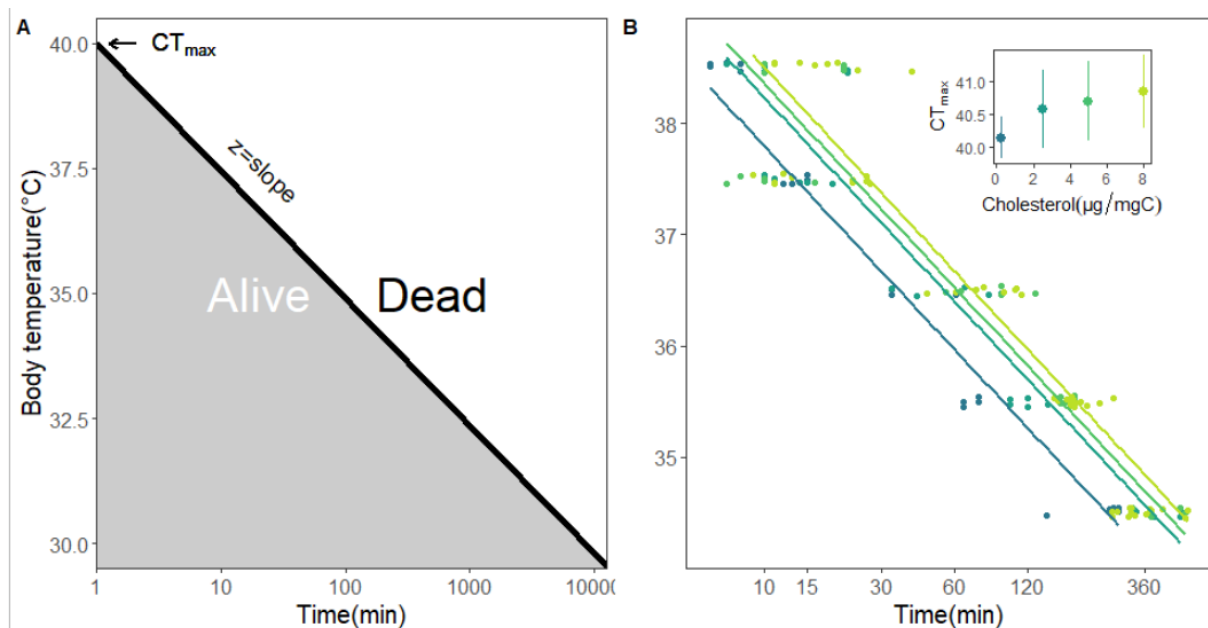 A
CTmax
40.0
37.5
35.0
32.5
30.0
Body temperature(°C)
z=slope
Alive
Dead
1
10
100
1000
10000
Time(min)
B
38
37
36
35
10
15
30
60
120
360
Time(min)
CTmax
41.0
40.5
40.0
0
2
4
6
8
Cholesterol(µg/mgC)